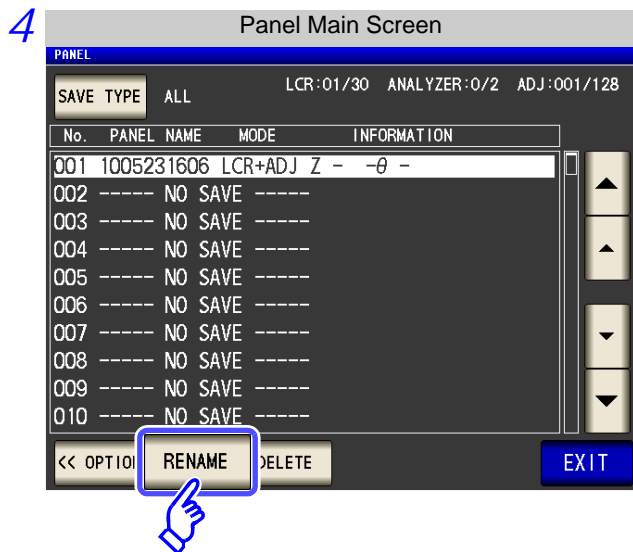 4
Panel Main Screen
PANEL
SAVE TYPE ALL LCR:01/30 ANALYZER:0/2 ADJ:001/128
No. PANEL NAME MODE INFORMATION
001 1005231606 LCR+ADJ Z - -θ -
002 ----- NO SAVE -----
003 ----- NO SAVE -----
004 ----- NO SAVE -----
005 ----- NO SAVE -----
006 ----- NO SAVE -----
007 ----- NO SAVE -----
008 ----- NO SAVE -----
009 ----- NO SAVE -----
010 ----- NO SAVE -----
<< OPTIO RENAME DELETE EXIT